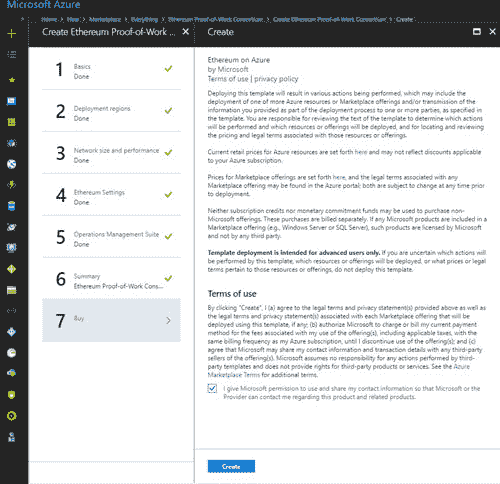 Microsoft Azure
Home > New > Marketplace > Everything > Ethereum Proof-of-Work Consortium > Create Ethereum Proof-of-Work Consortium > Create
Create Ethereum Proof-of-Work ...
Create
1
Basics
Done
2
Deployment regions
Done
3
Network size and performance
Done
4
Ethereum Settings
Done
5
Operations Management Suite
Done
6
Summary
Ethereum Proof-of-Work Cons...
7
Buy
Ethereum on Azure
by Microsoft
Terms of use | privacy policy
Deploying this template will result in various actions being performed, which may include the
deployment of one or more Azure resources or Marketplace offerings and/or transmission of the
information you provided as part of the deployment process to one or more parties, as specified in
the template. You are responsible for reviewing the text of the template to determine which actions
will be performed and which resources or offerings will be deployed, and for locating and reviewing
the pricing and legal terms associated with those resources or offerings.
Current retail prices for Azure resources are set forth here and may not reflect discounts applicable
to your Azure subscription.
Prices for Marketplace offerings are set forth here, and the legal terms associated with any
Marketplace offering may be found in the Azure portal; both are subject to change at any time prior
to deployment.
Neither subscription credits nor monetary commitment funds may be used to purchase non-
Microsoft offerings. These purchases are billed separately. If any Microsoft products are included in a
Marketplace offering (e.g., Windows Server or SQL Server), such products are licensed by Microsoft
and not by any third party.
Template deployment is intended for advanced users only. If you are uncertain which actions will be
performed by this template, which resources or offerings will be deployed, or what prices or legal
terms pertain to those resources or offerings, do not deploy this template.
Terms of use
By clicking "Create", I (a) agree to the legal terms and privacy statement(s) provided above as well as
the legal terms and privacy statement(s) associated with each Marketplace offering that will be
deployed using this template, if any; (b) authorize Microsoft to charge or bill my current payment
method for the fees associated with my use of the offering(s), including applicable taxes, with the
same billing frequency as my Azure subscription, until I discontinue use of the offering(s); and (c)
agree that Microsoft may share my contact information and transaction details with any third-party
sellers of the offering(s). Microsoft assumes no responsibility for any actions performed by third-
party templates and does not provide rights for third-party products or services. See the Azure
Marketplace Terms for additional terms.
I give Microsoft permission to use and share my contact information so that Microsoft or the
Provider can contact me regarding this product and related products.
Create